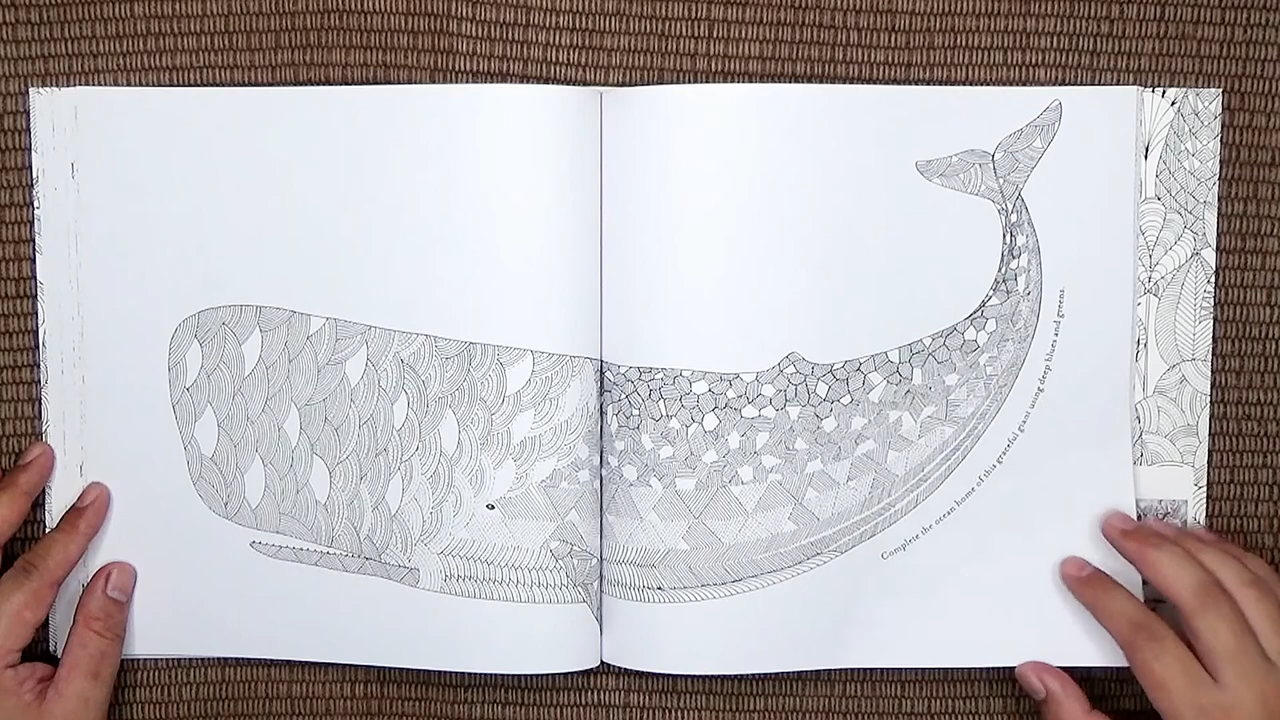 Complete the ocean home of this graceful giant using deep blues and greens.